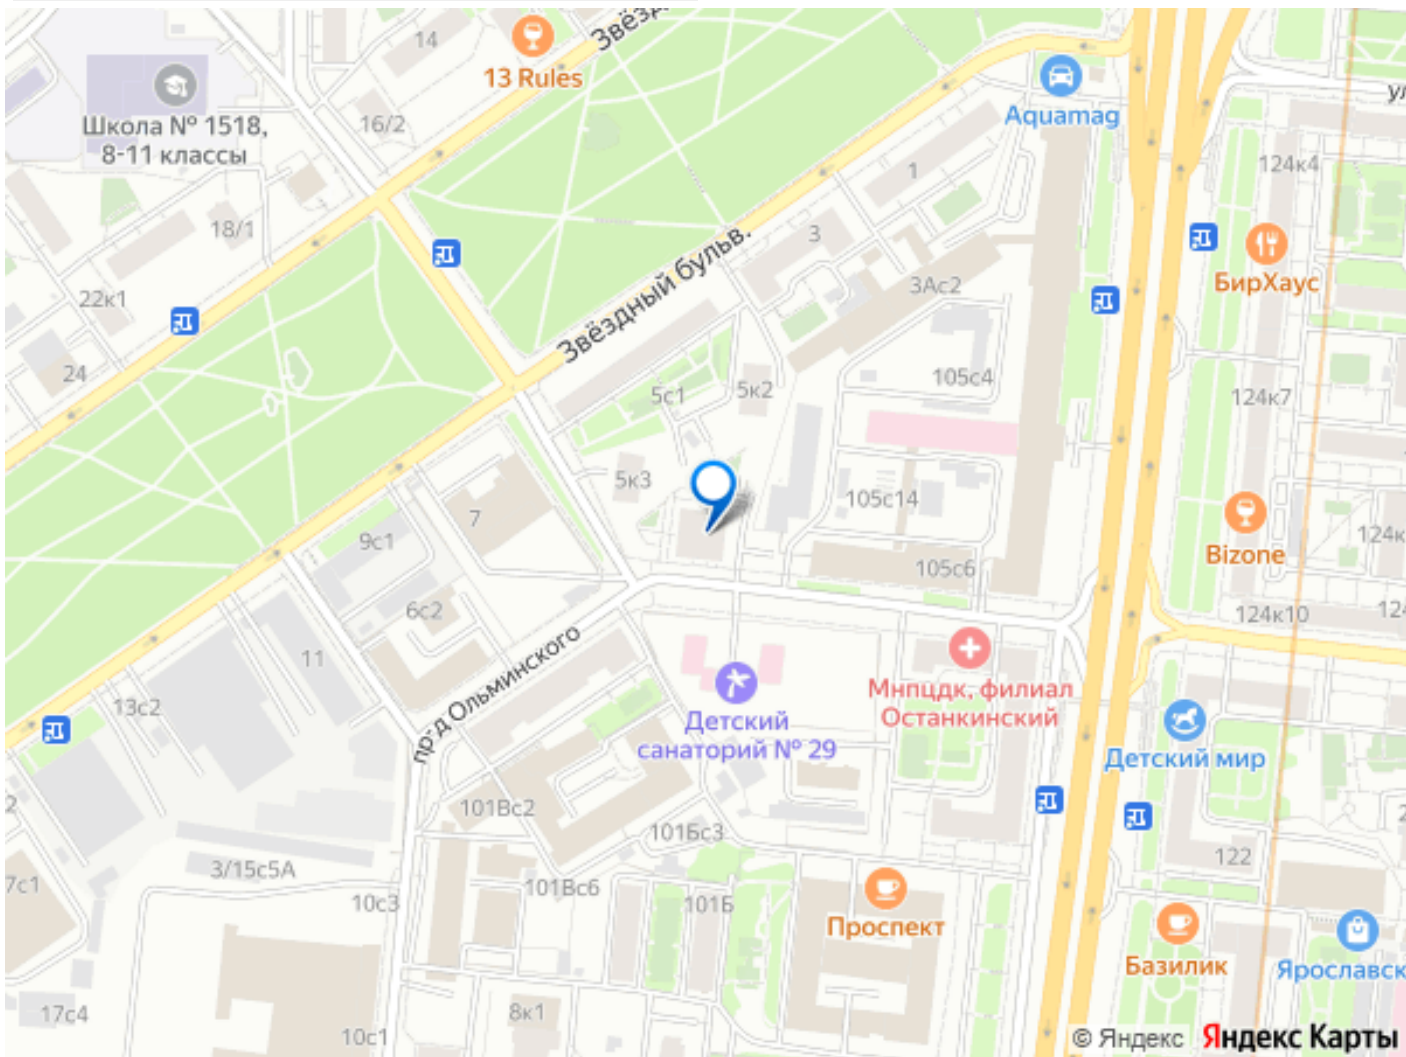 14
Звёзд
13 Rules
Aquamag
ул
Школа № 1518,
8-11 классы
16/2
124к4
1
18/1
3
БирХаус
22к1
3Ас2
Звёздный бульв.
24
105с4
5с1
5к2
124к7
5к3
105с14
7
9с1
124к
Bizone
105с6
6с2
124к10
124
11
пр-д Ольминского
Мнпцдк, филиал
Останкинский
13с2
Детский
санаторий № 29
Детский мир
2
101Вс2
101Бс3
122
2
3/15с5А
7с1
10с3
101Вс6
101Б
Проспект
Базилик
Ярославск
17с4
8к1
10с1
© Яндекс Яндекс Карты